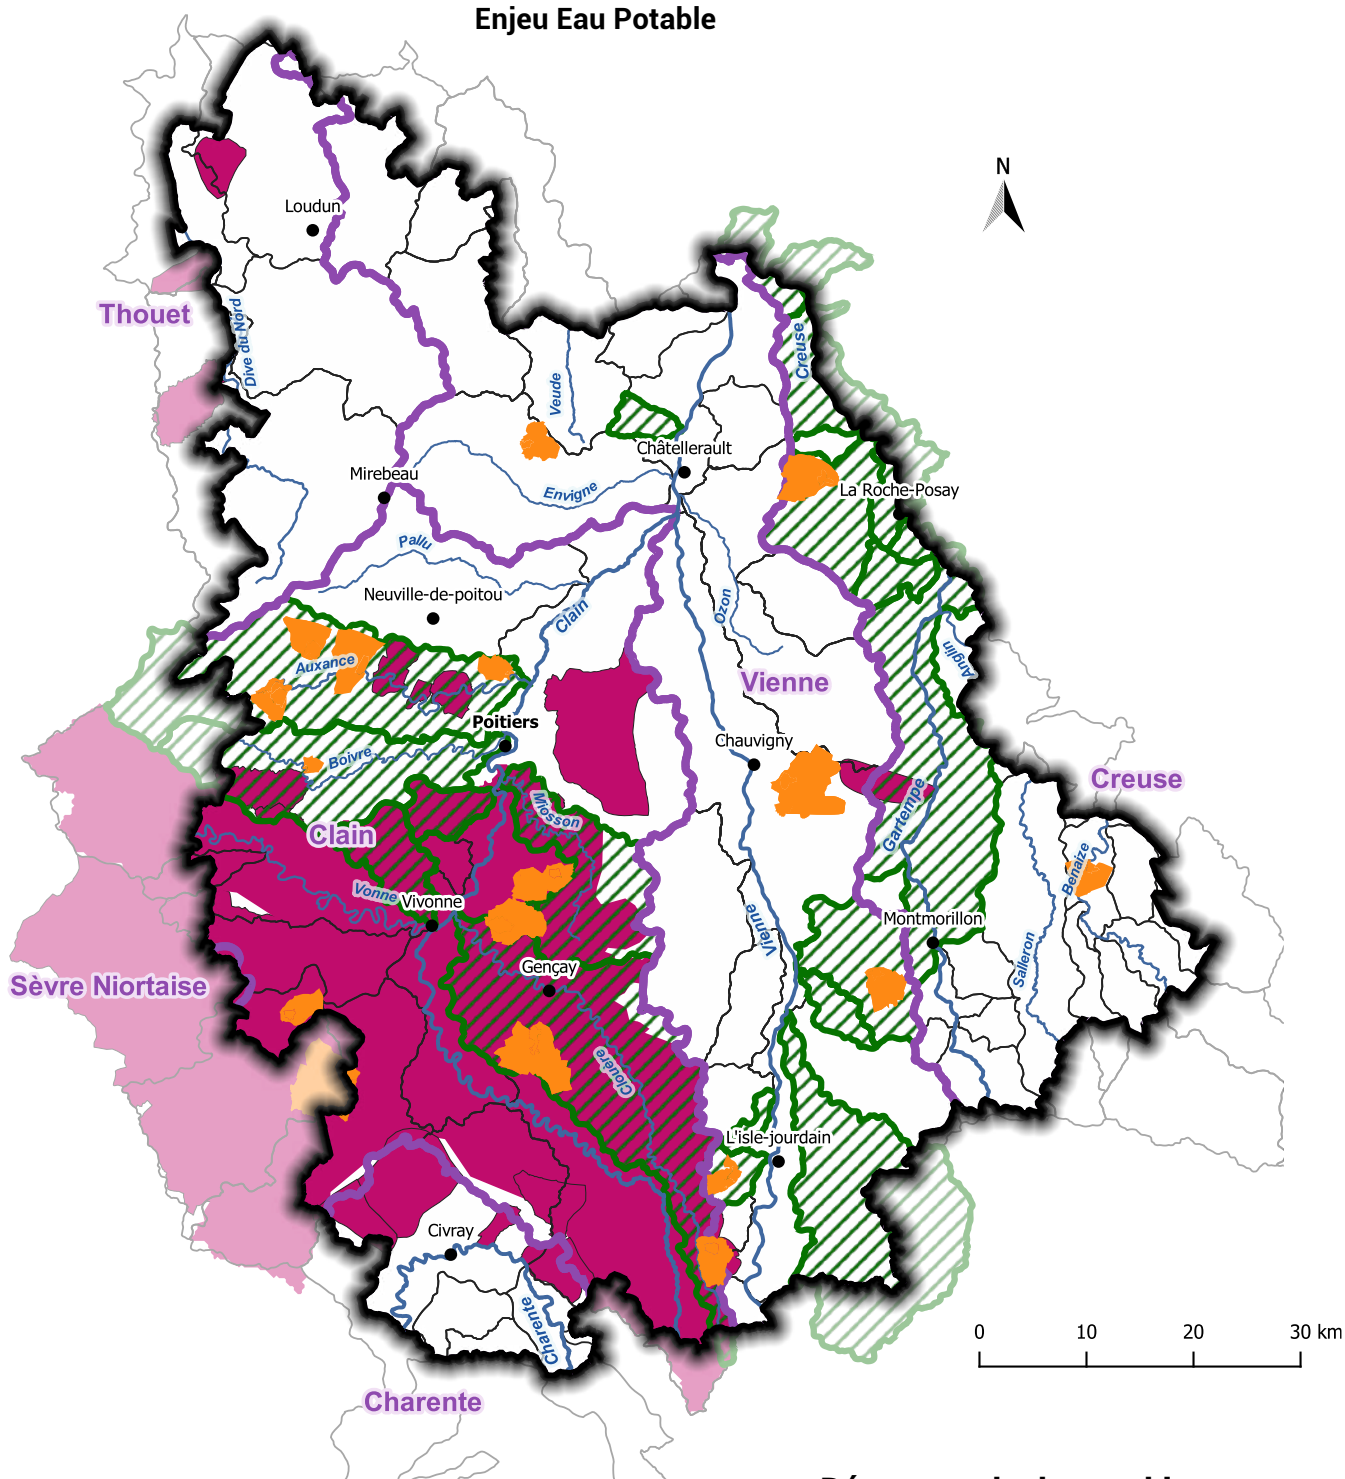 Enjeu Eau Potable
N
Loudun
Thouet
Dive du Nord
Creuse
Veude
Châtellerault
Mirebeau
La Roche-Posay
Envigne
Pallu
Neuville-de-poitou
Clain
Ozon
Anglin
Auxance
Vienne
Poitiers
Chauvigny
Boivre
Creuse
Miosson
Clain
Gartempe
Benaize
Vonne
Vivonne
Montmorillon
Vienne
Salleron
Gençay
Sèvre Niortaise
Clouère
L'isle-jourdain
Civray
Charente
0 10 20 30 km
Charente